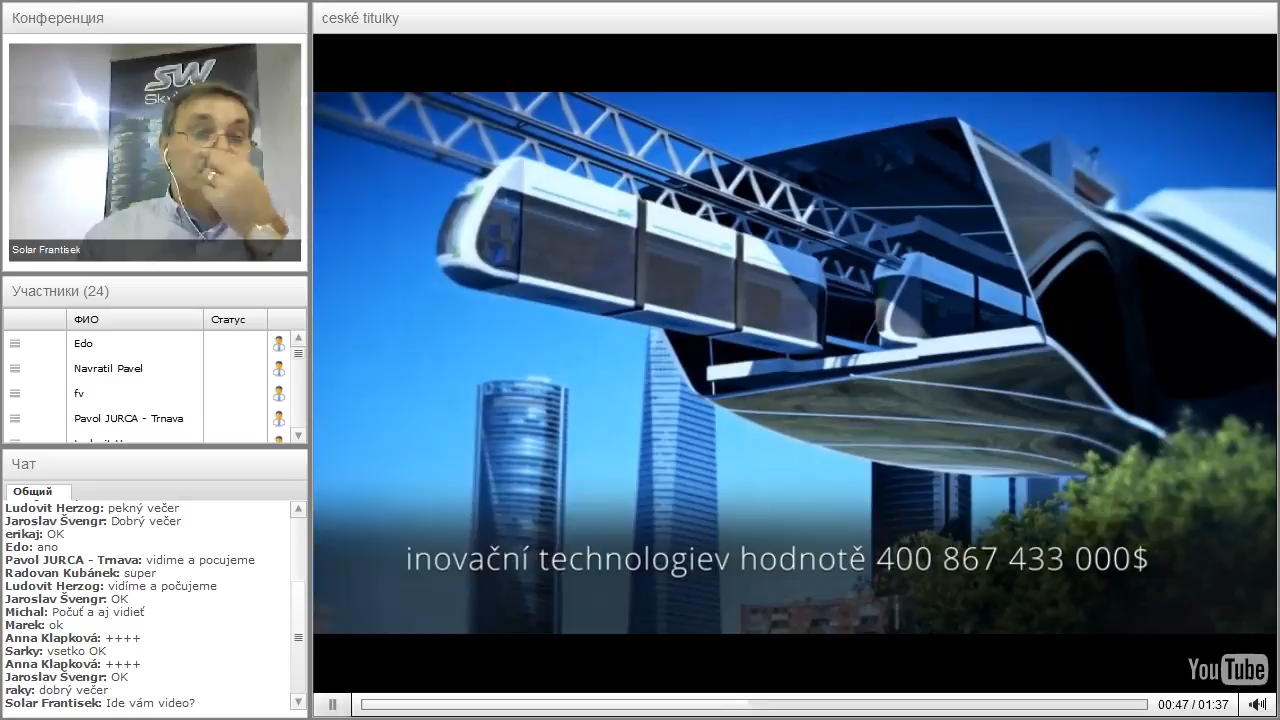 Конференция
SW
Sky
Solar Frantisek
Участники (24)
ФИО Статус
Edo
Navratil Pavel
fv
Pavol JURCA - Trnava
Чат
Общий
Ludovit Herzog: pekný večer
Jaroslav Švengr: Dobrý večer
erikaj: OK
Edo: ano
Pavol JURCA - Trnava: vidime a pocujeme
Radovan Kubánek: super
Ludovit Herzog: vidíme a počujeme
Jaroslav Švengr: OK
Michal: Počuť a aj vidieť
Marek: ok
Anna Klapková: ++++
Sarky: vsetko OK
Anna Klapková: ++++
Jaroslav Švengr: OK
raky: dobrý večer
Solar Frantisek: Ide vám video?
ceské titulky
inovační technologiev hodnotě 400 867 433 000$
YouTube
00:47 / 01:37